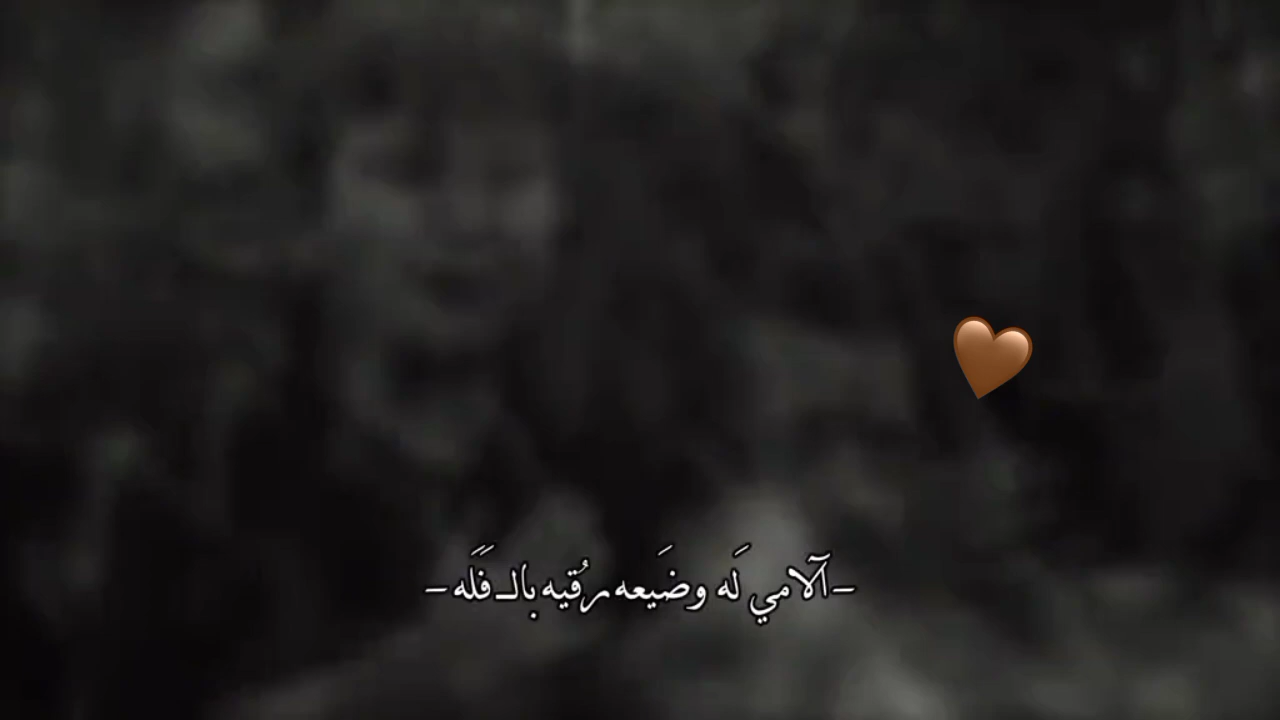 -آلامي لَه وضَيعه رُقيه بالـ فَلَه-